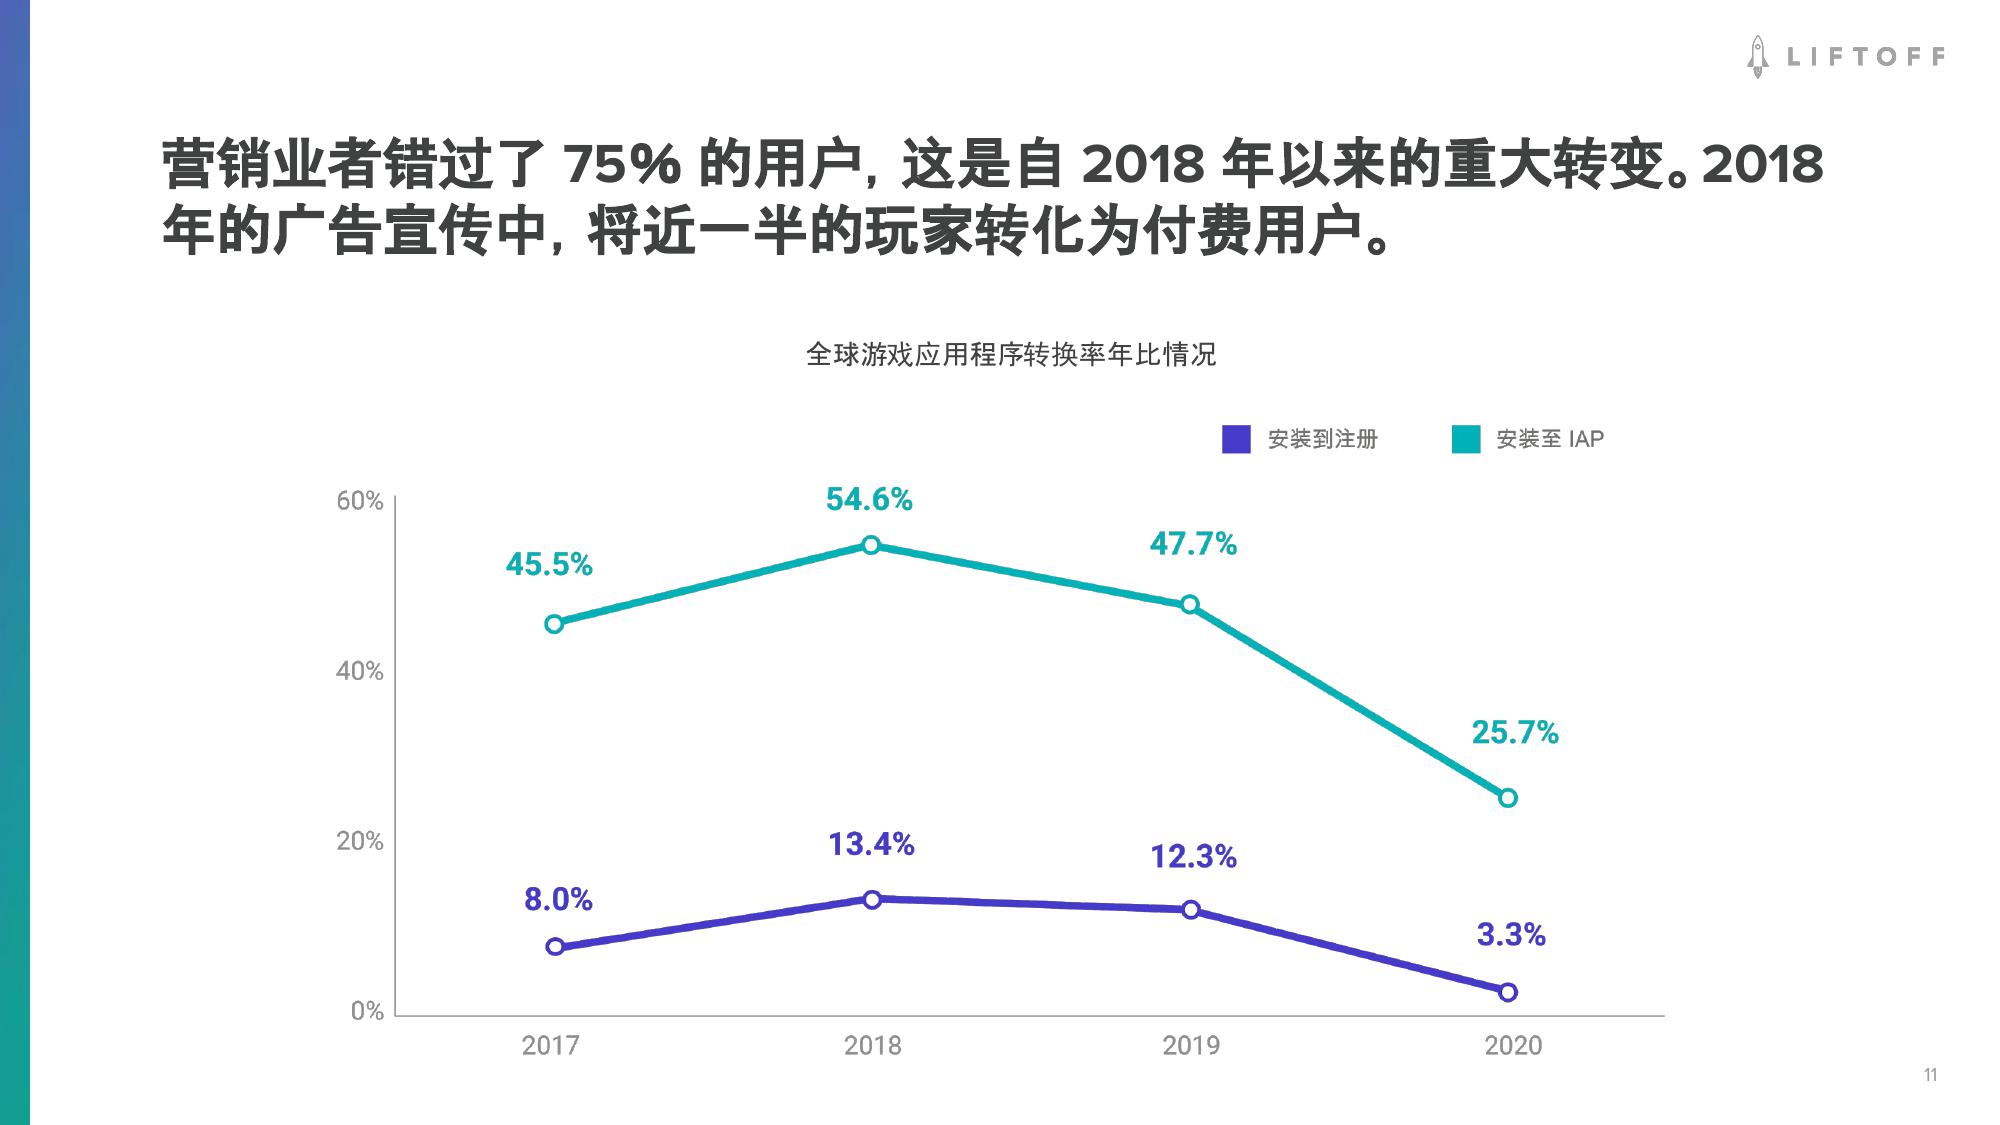 LIFTOFF
营销业者错过了 75% 的用户, 这是自 2018 年以来的重大转变。2018
年的广告宣传中, 将近一半的玩家转化为付费用户。
全球游戏应用程序转换率年比情况
安装到注册
安装至 IAP
60%
40%
20%
0%
45.5%
54.6%
47.7%
25.7%
8.0%
13.4%
12.3%
3.3%
2017
2018
2019
2020
11